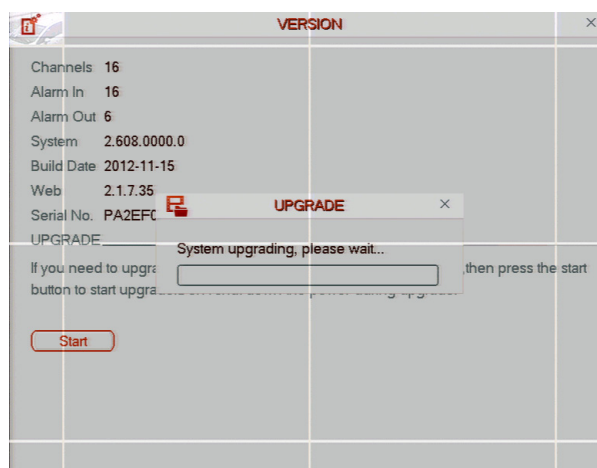 VERSION
Channels 16
Alarm In 16
Alarm Out 6
System 2.608.0000.0
Build Date 2012-11-15
Web 2.1.7.35
Serial No. PA2EF0
UPGRADE
UPGRADE
System upgrading, please wait...
If you need to upgra ,then press the start
button to start upgra
Start